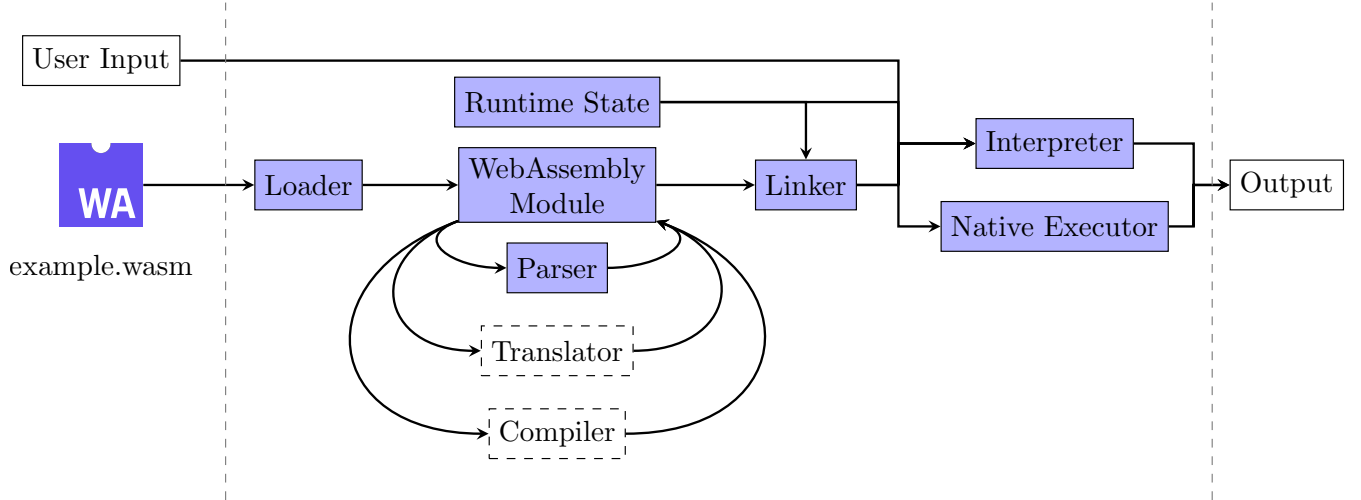 User Input
Runtime State
Interpreter
WA
Loader
WebAssembly
Module
Linker
Output
Native Executor
example.wasm
Parser
Translator
Compiler